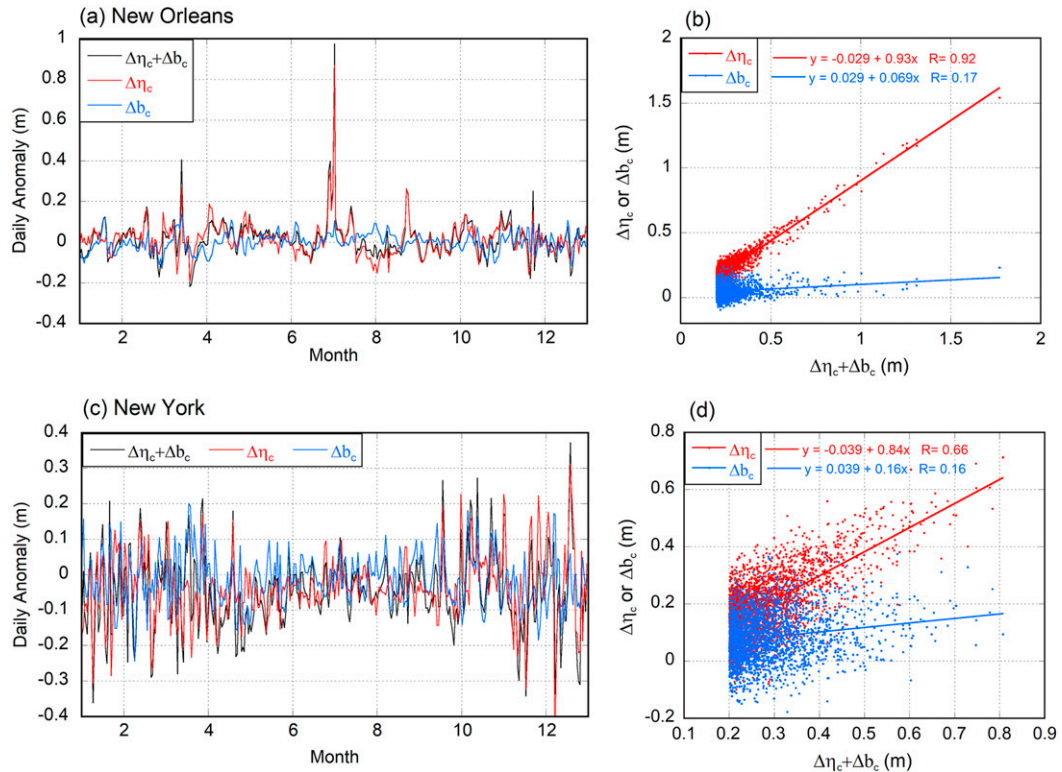 (a) New Orleans
Δηc+Δbc
Δηc
Δbc
1
0.8
0.6
0.4
0.2
0
-0.2
-0.4
Daily Anomaly (m)
2 4 6 8 10 12
Month
(b)
Δηc y = -0.029 + 0.93x R= 0.92
Δbc y = 0.029 + 0.069x R= 0.17
2
1.5
1
0.5
0
Δηc or Δbc (m)
0 0.5 1 1.5 2
Δηc+Δbc (m)
(c) New York
Δηc+Δbc Δηc Δbc
0.4
0.3
0.2
0.1
0
-0.1
-0.2
-0.3
-0.4
Daily Anomaly (m)
2 4 6 8 10 12
Month
(d)
Δηc y = -0.039 + 0.84x R= 0.66
Δbc y = 0.039 + 0.16x R= 0.16
0.8
0.6
0.4
0.2
0
-0.2
Δηc or Δbc (m)
0.1 0.2 0.3 0.4 0.5 0.6 0.7 0.8 0.9
Δηc+Δbc (m)